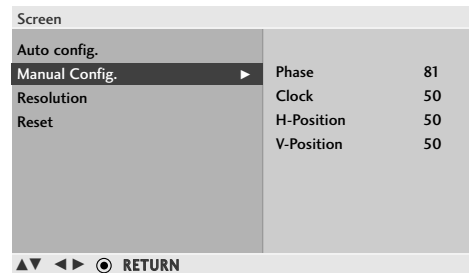 Screen
Auto config.
Manual Config. ►
Resolution
Reset
Phase 81
Clock 50
H-Position 50
V-Position 50
▲▼ ◄► ◉ RETURN